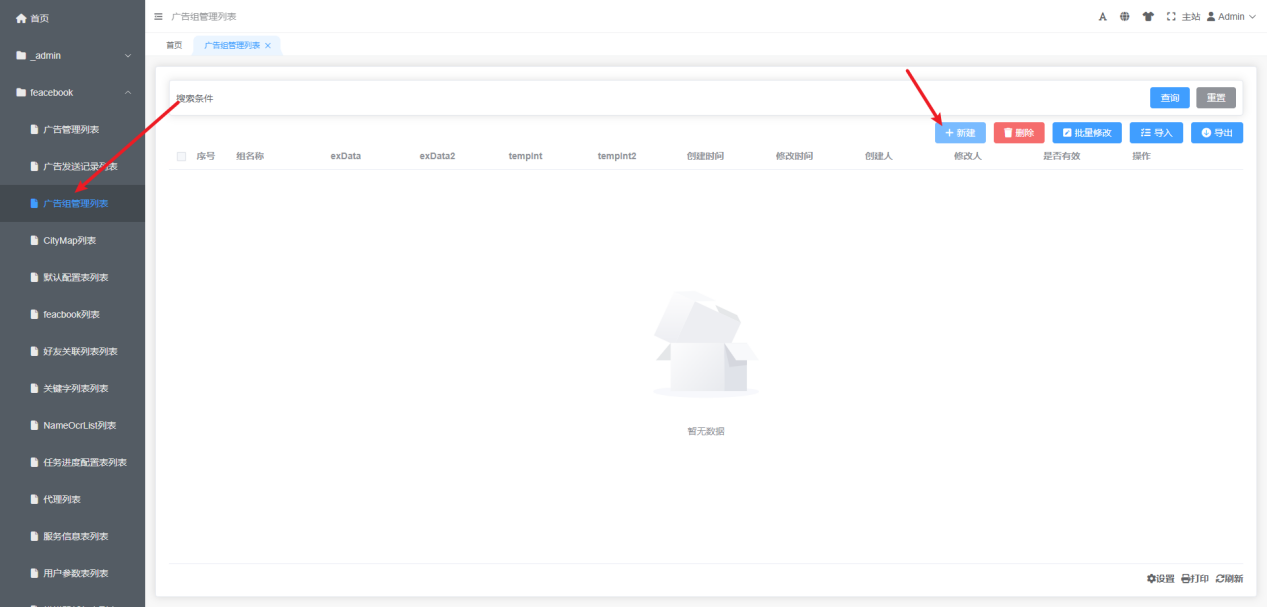 首页
_admin
feacebook
广告管理列表
广告发送记录列表
广告组管理列表
CityMap列表
默认配置表列表
feacbook列表
好友关联列表列表
关键字列表列表
NameOcrList列表
任务进度配置表列表
代理列表
服务信息表列表
用户参数表列表
广告组管理列表
主站 Admin
首页 广告组管理列表 ×
搜索条件 查询 重置
+ 新建 删除 批量修改 导入 导出
序号 组名称 exData exData2 tempInt tempInt2 创建时间 修改时间 创建人 修改人 是否有效 操作
暂无数据
设置 打印 刷新